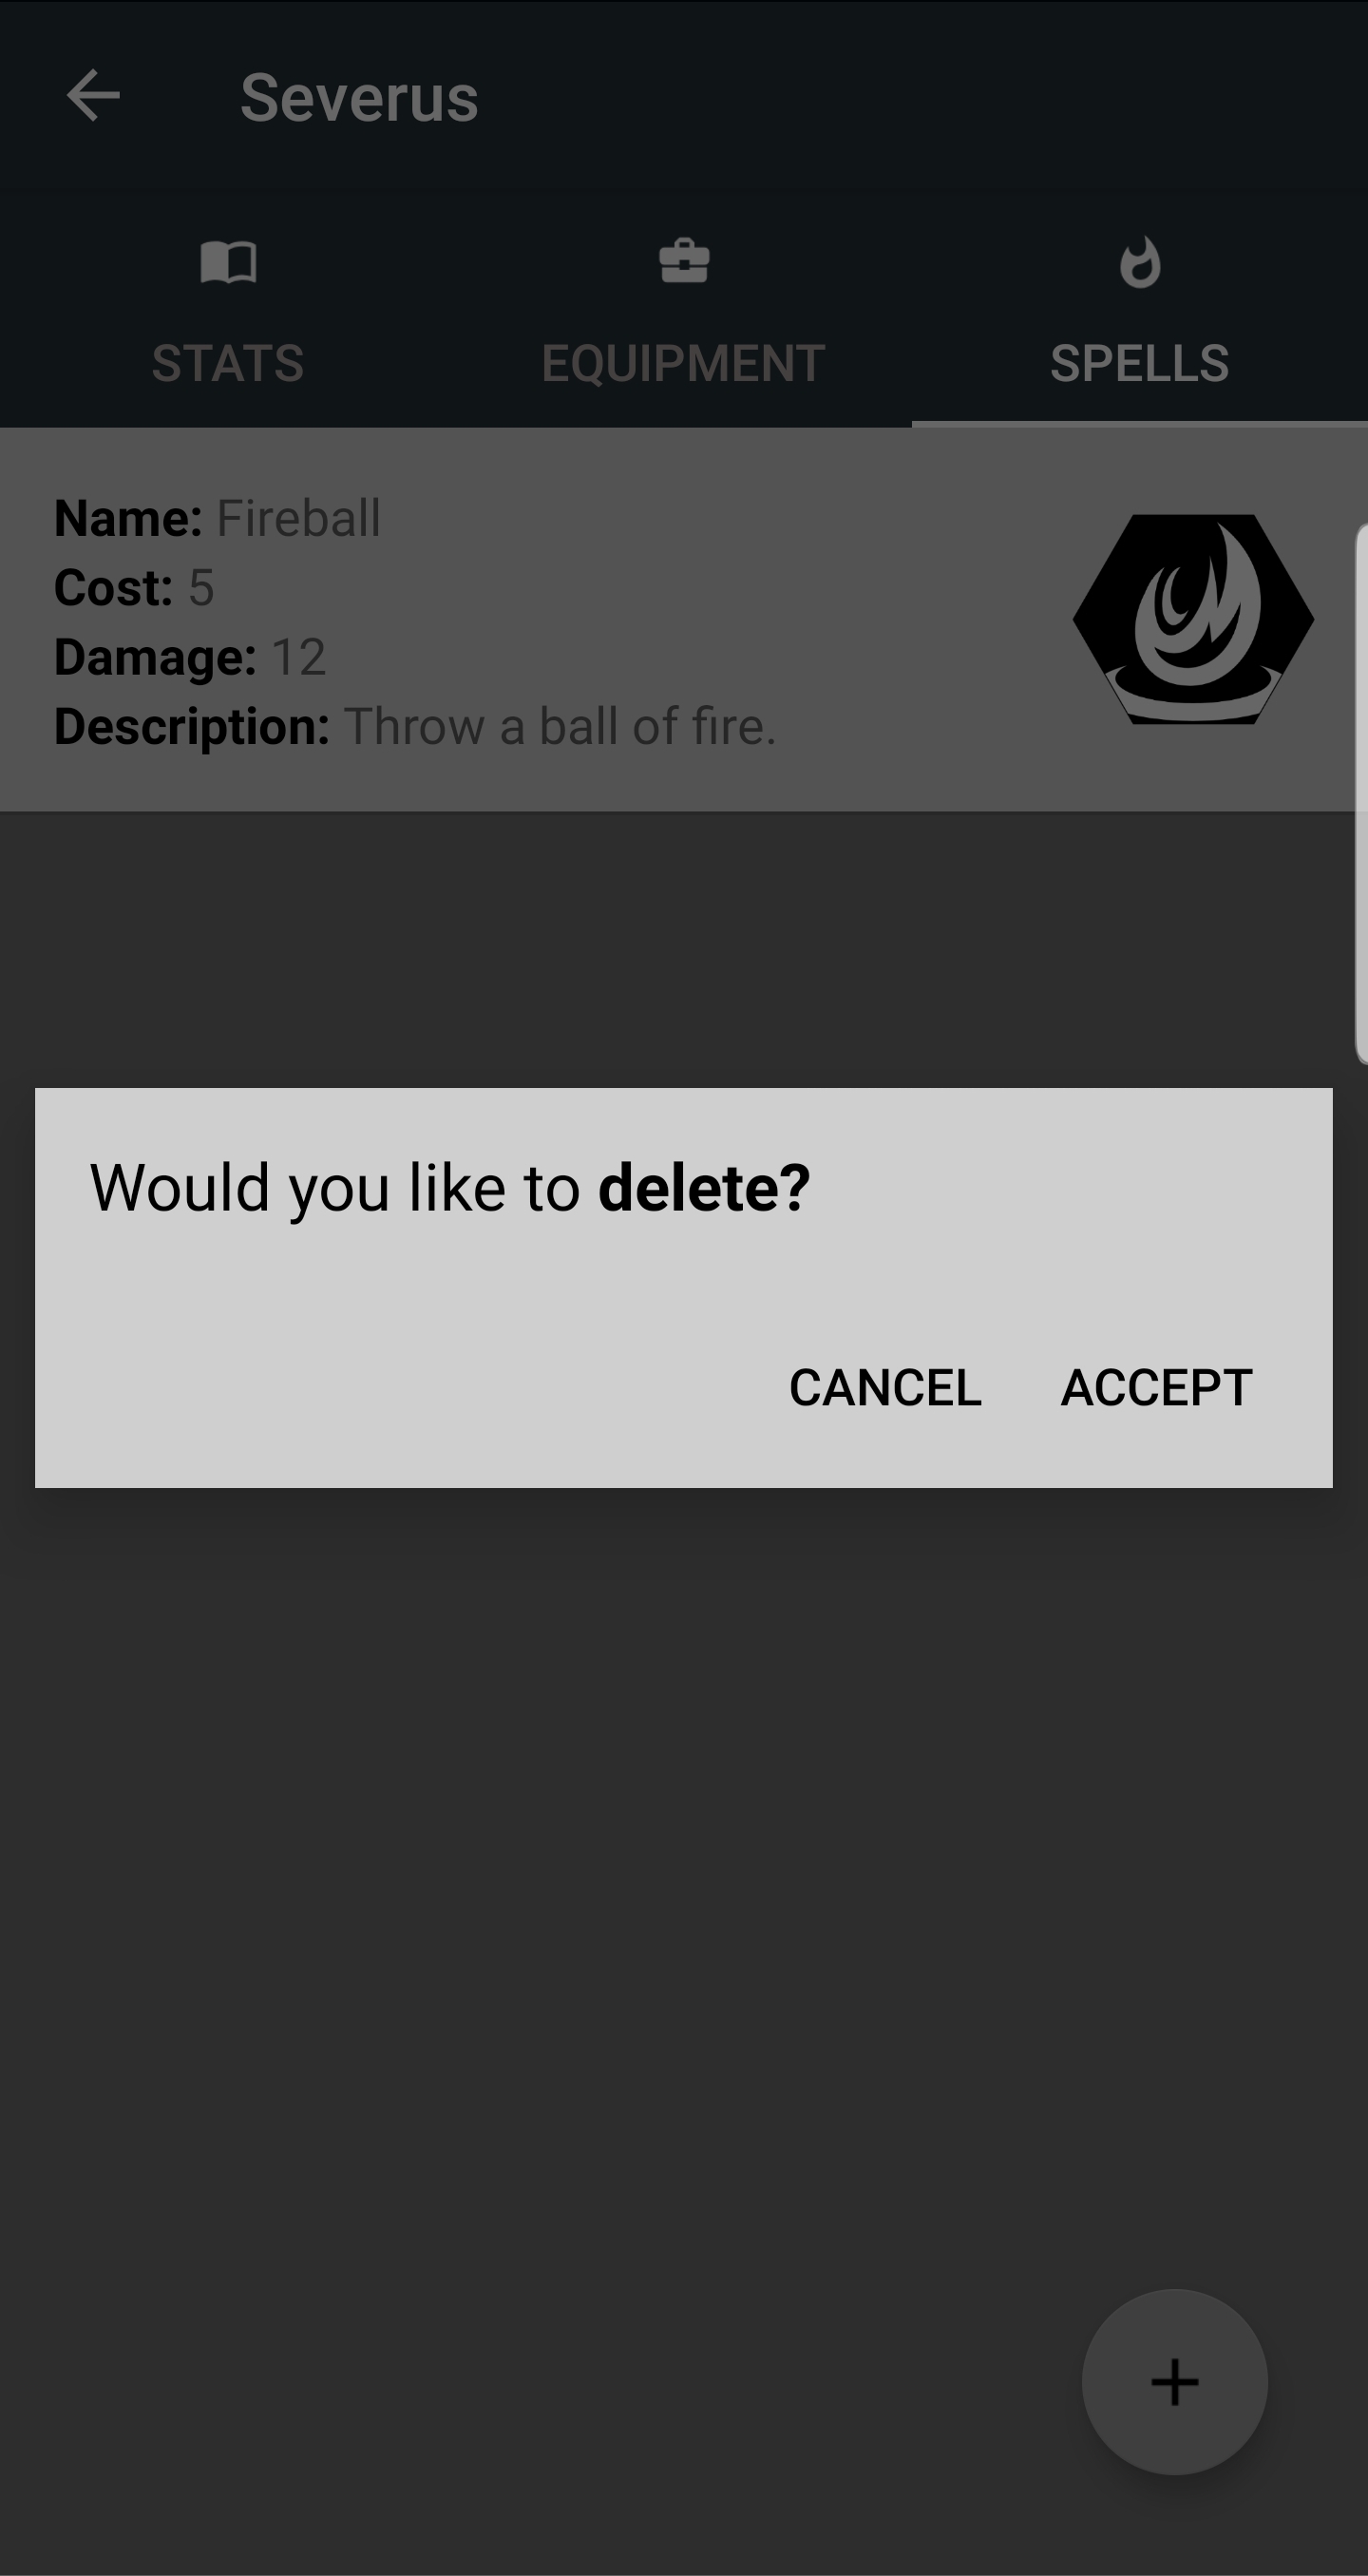 Severus
STATS EQUIPMENT SPELLS
Name: Fireball
Cost: 5
Damage: 12
Description: Throw a ball of fire.
Would you like to delete?
CANCEL ACCEPT